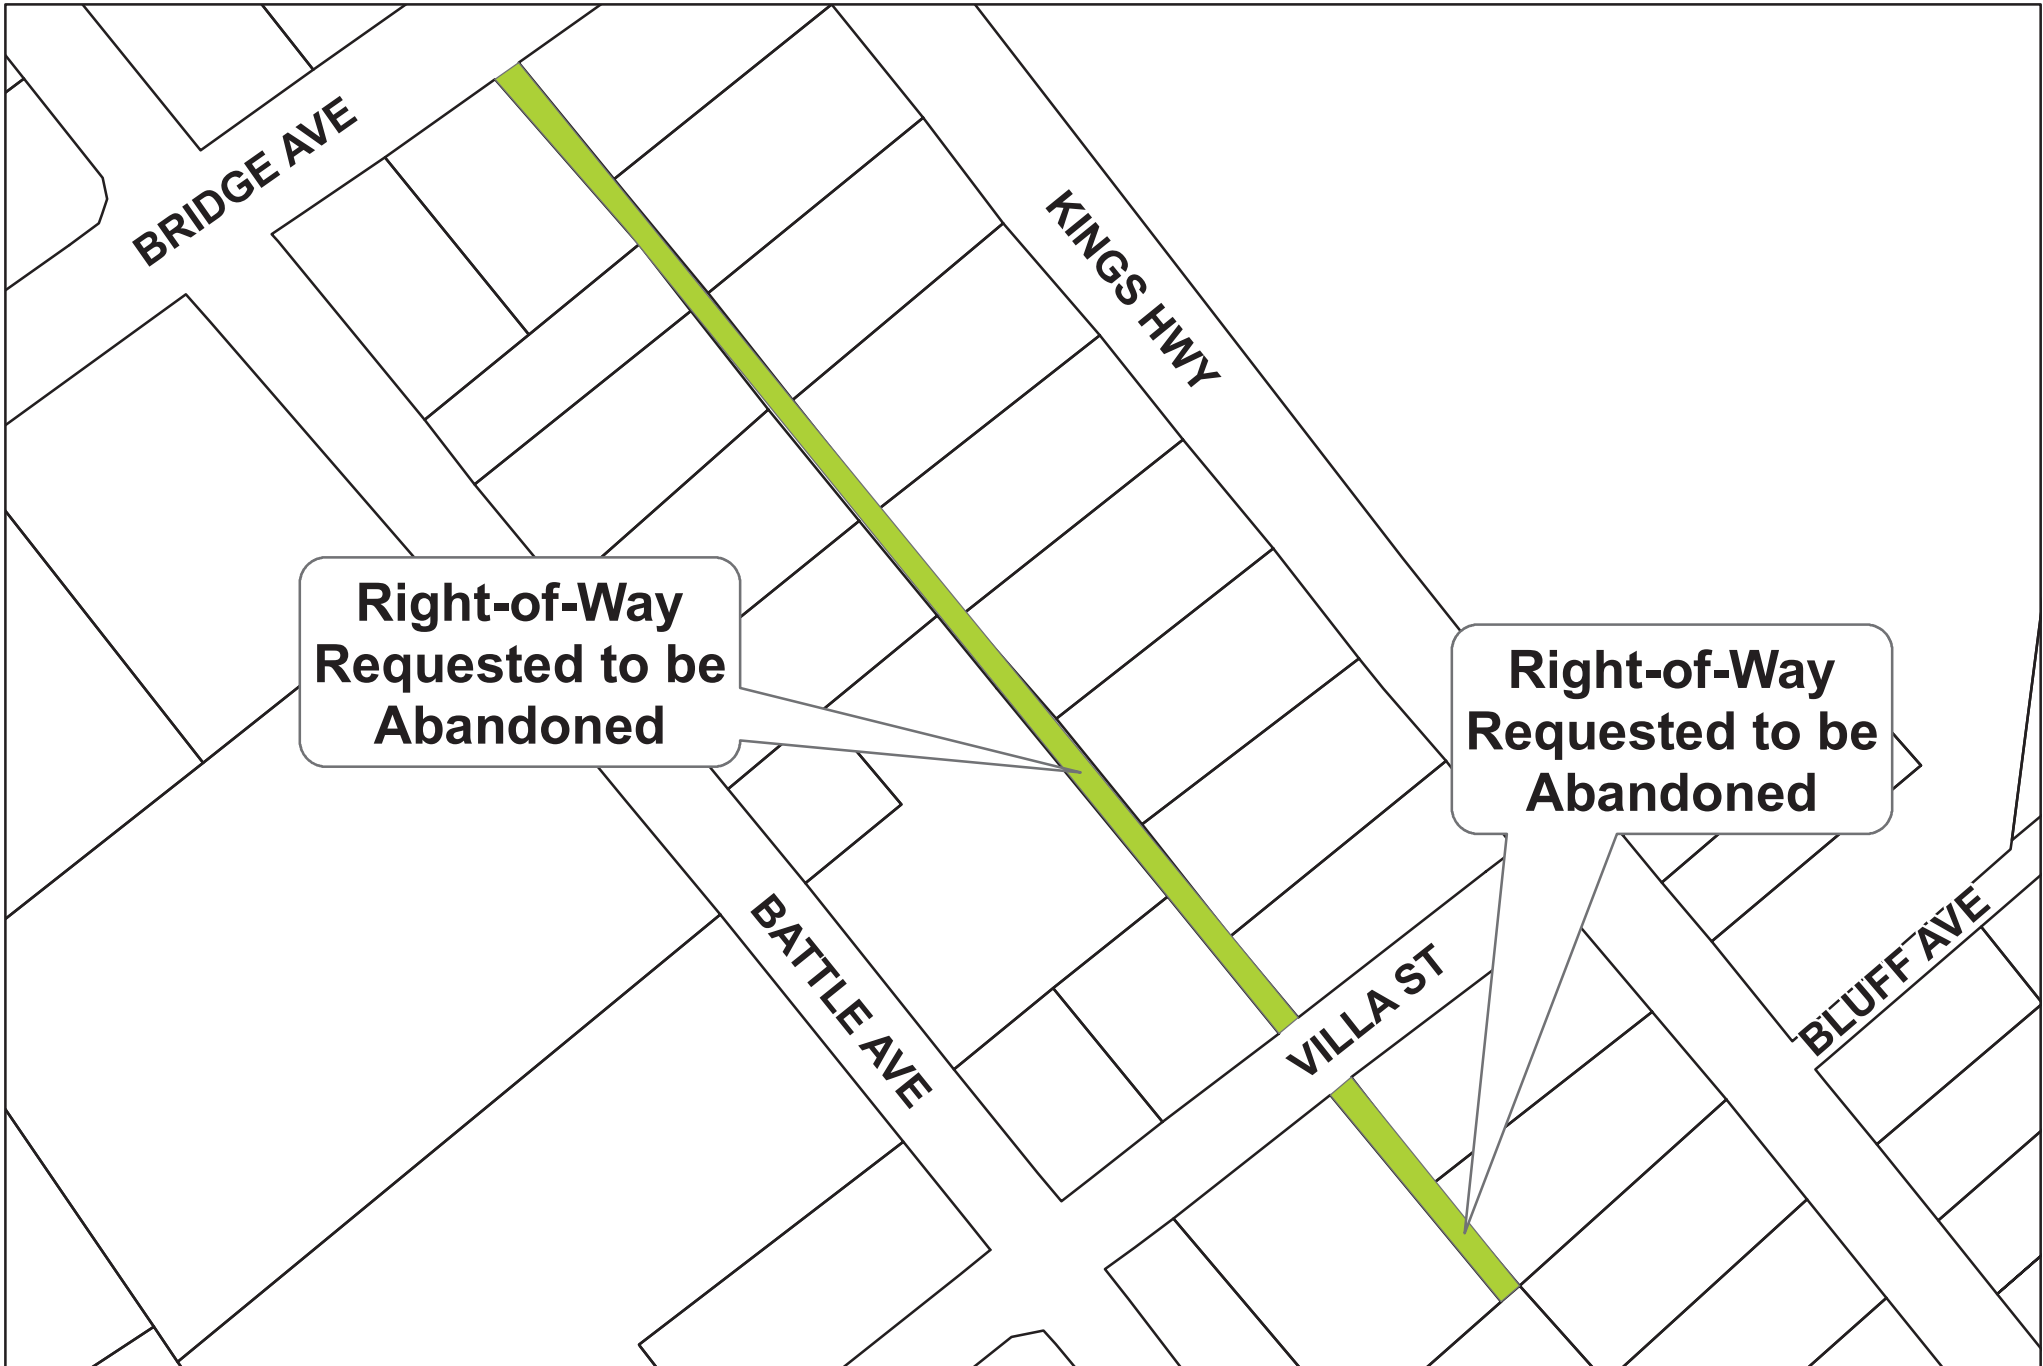 BRIDGE AVE
KINGS HWY
Right-of-Way
Requested to be
Abandoned
Right-of-Way
Requested to be
Abandoned
BATTLE AVE
VILLA ST
BLUFF AVE